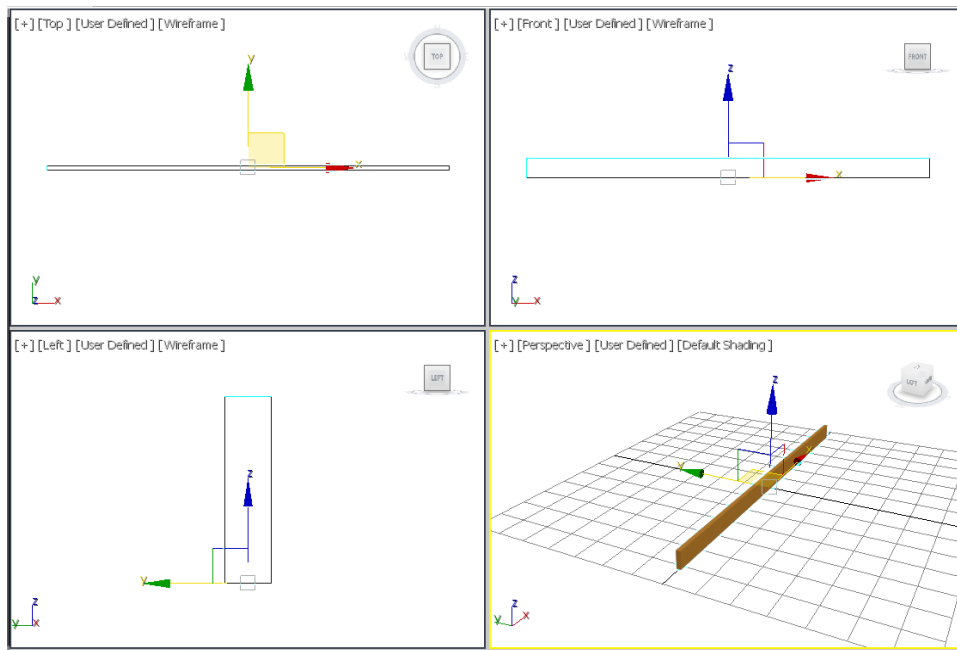 [+] [Top] [User Defined] [Wireframe]
TOP
y
x
y
z x
[+] [Front] [User Defined] [Wireframe]
FRONT
z
x
z
y x
[+] [Left] [User Defined] [Wireframe]
LEFT
z
y
z
y x
[+] [Perspective] [User Defined] [Default Shading]
LEFT
z
x
y
z
y x